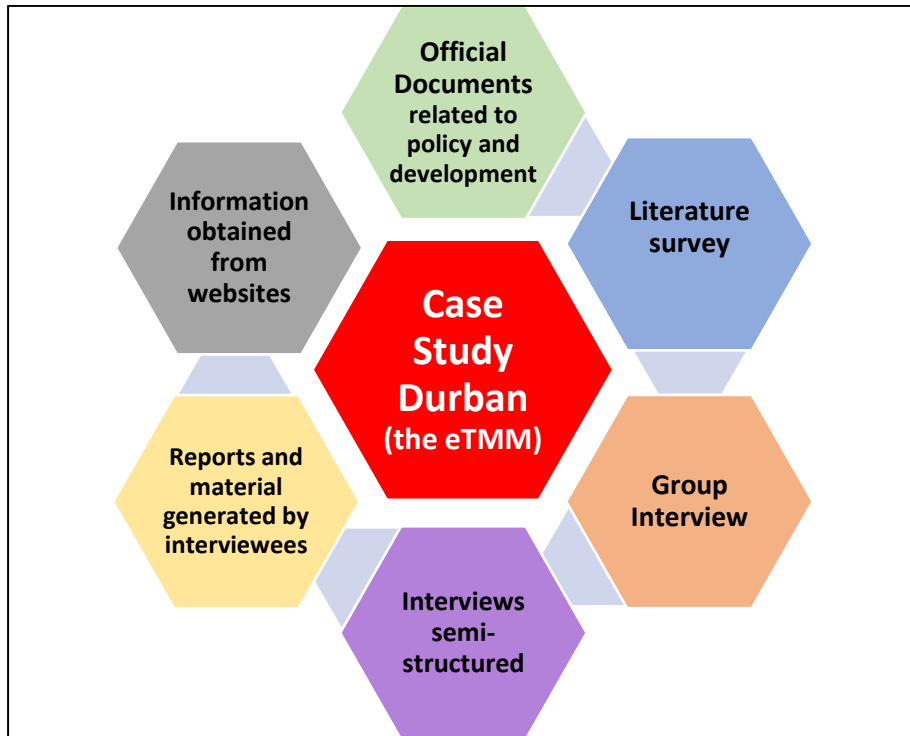 Official
Documents
related to
policy and
development
Literature
survey
Group
Interview
Interviews
semi-
structured
Reports and
material
generated by
interviewees
Information
obtained
from
websites
Case
Study
Durban
(the eTMM)